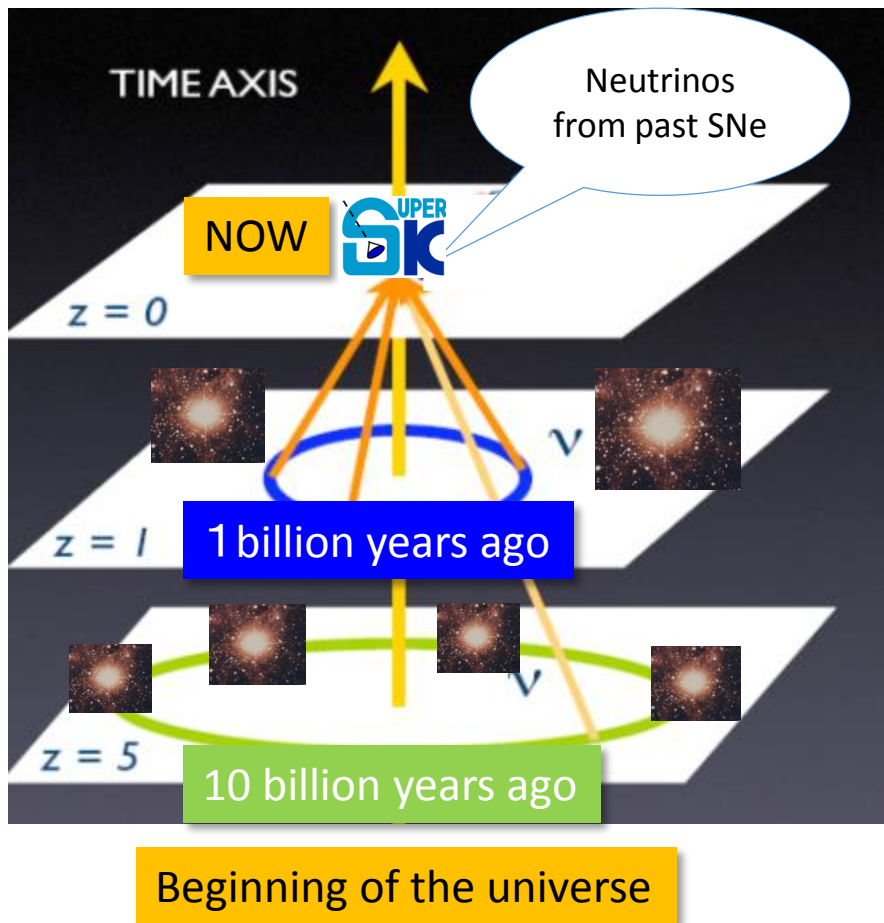 TIME AXIS
Neutrinos
from past SNe
NOW
SUPER
K
z = 0
ν
z = 1
1 billion years ago
ν
z = 5
10 billion years ago
Beginning of the universe